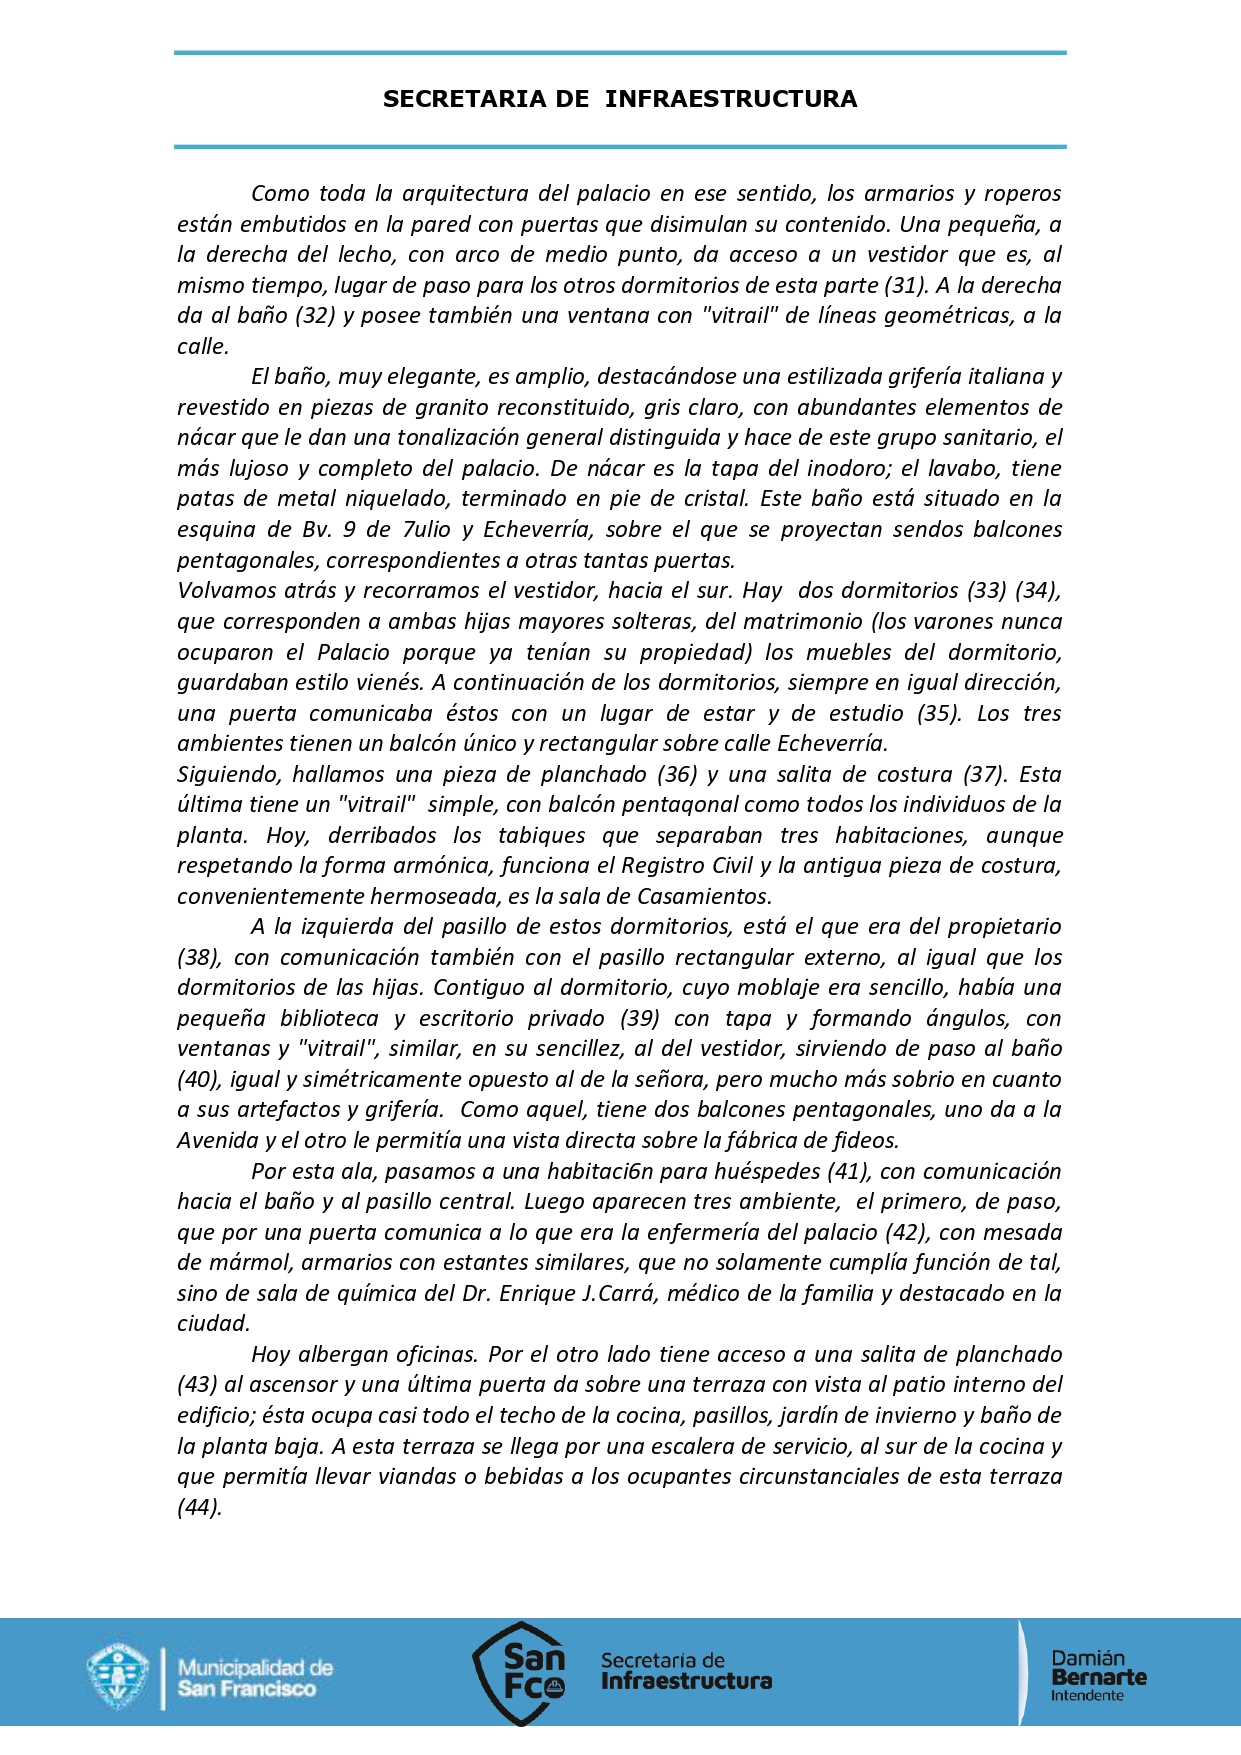 SECRETARIA DE  INFRAESTRUCTURA
Como toda la arquitectura del palacio en ese sentido, los armarios y roperos
están embutidos en la pared con puertas que disimulan su contenido. Una pequeña, a
la derecha del lecho, con arco de medio punto, da acceso a un vestidor que es, al
mismo tiempo, lugar de paso para los otros dormitorios de esta parte (31). A la derecha
da al baño (32) y posee también una ventana con "vitrail" de líneas geométricas, a la
calle.
El baño, muy elegante, es amplio, destacándose una estilizada grifería italiana y
revestido en piezas de granito reconstituido, gris claro, con abundantes elementos de
nácar que le dan una tonalización general distinguida y hace de este grupo sanitario, el
más lujoso y completo del palacio. De nácar es la tapa del inodoro; el lavabo, tiene
patas de metal niquelado, terminado en pie de cristal. Este baño está situado en la
esquina de Bv. 9 de 7ulio y Echeverría, sobre el que se proyectan sendos balcones
pentagonales, correspondientes a otras tantas puertas.
Volvamos atrás y recorramos el vestidor, hacia el sur. Hay  dos dormitorios (33) (34),
que corresponden a ambas hijas mayores solteras, del matrimonio (los varones nunca
ocuparon el Palacio porque ya tenían su propiedad) los muebles del dormitorio,
guardaban estilo vienés. A continuación de los dormitorios, siempre en igual dirección,
una puerta comunicaba éstos con un lugar de estar y de estudio (35). Los tres
ambientes tienen un balcón único y rectangular sobre calle Echeverría.
Siguiendo, hallamos una pieza de planchado (36) y una salita de costura (37). Esta
última tiene un "vitrail"  simple, con balcón pentaqonal como todos los individuos de la
planta. Hoy, derribados los tabiques que separaban tres habitaciones, aunque
respetando la forma armónica, funciona el Registro Civil y la antigua pieza de costura,
convenientemente hermoseada, es la sala de Casamientos.
A la izquierda del pasillo de estos dormitorios, está el que era del propietario
(38), con comunicación también con el pasillo rectangular externo, al igual que los
dormitorios de las hijas. Contiguo al dormitorio, cuyo moblaje era sencillo, había una
pequeña biblioteca y escritorio privado (39) con tapa y formando ángulos, con
ventanas y "vitrail", similar, en su sencillez, al del vestidor, sirviendo de paso al baño
(40), igual y simétricamente opuesto al de la señora, pero mucho más sobrio en cuanto
a sus artefactos y grifería.  Como aquel, tiene dos balcones pentagonales, uno da a la
Avenida y el otro le permitía una vista directa sobre la fábrica de fideos.
Por esta ala, pasamos a una habitaci6n para huéspedes (41), con comunicación
hacia el baño y al pasillo central. Luego aparecen tres ambiente,  el primero, de paso,
que por una puerta comunica a lo que era la enfermería del palacio (42), con mesada
de mármol, armarios con estantes similares, que no solamente cumplía función de tal,
sino de sala de química del Dr. Enrique J.Carrá, médico de la familia y destacado en la
ciudad.
Hoy albergan oficinas. Por el otro lado tiene acceso a una salita de planchado
(43) al ascensor y una última puerta da sobre una terraza con vista al patio interno del
edificio; ésta ocupa casi todo el techo de la cocina, pasillos, jardín de invierno y baño de
la planta baja. A esta terraza se llega por una escalera de servicio, al sur de la cocina y
que permitía llevar viandas o bebidas a los ocupantes circunstanciales de esta terraza
(44).
Municipalidad de
San Francisco
San
Fco
Secretaría de
Infraestructura
Damián
Bernarte
Intendente